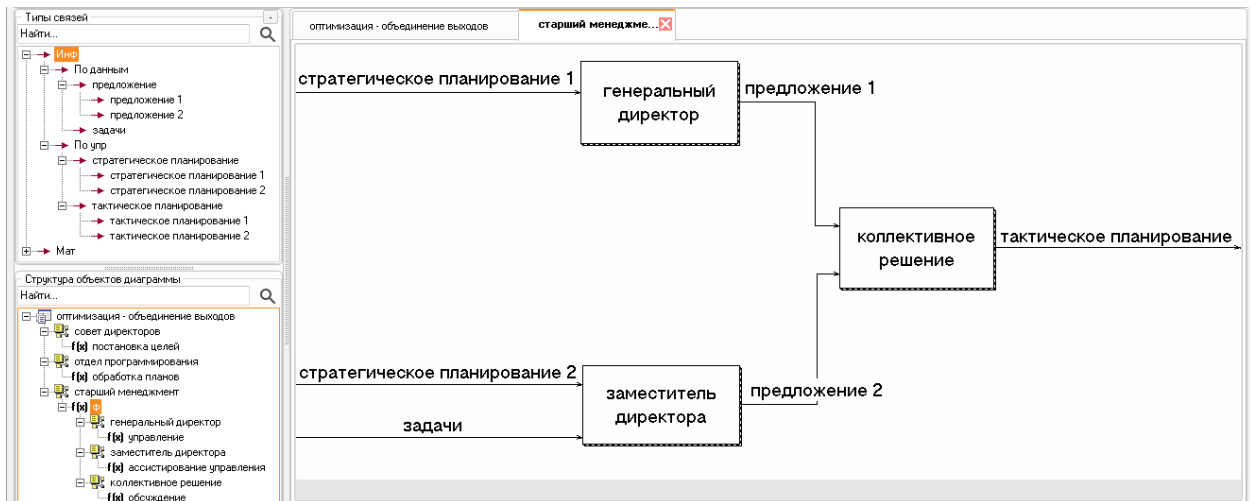 Типы связей
Найти...
Инф
По данным
предложение
предложение 1
предложение 2
задачи
По упр
стратегическое планирование
стратегическое планирование 1
стратегическое планирование 2
тактическое планирование
тактическое планирование 1
тактическое планирование 2
Мат
Структура объектов диаграммы
Найти...
оптимизация - объединение выходов
совет директоров
f(x) постановка целей
отдел программирования
f(x) обработка планов
старший менеджмент
f(x) Ф
генеральный директор
f(x) управление
заместитель директора
f(x) ассистирование управления
коллективное решение
f(x) обсуждение
оптимизация - объединение выходов
старший менеджме...
стратегическое планирование 1
генеральный
директор
предложение 1
коллективное
решение
тактическое планирование
стратегическое планирование 2
задачи
заместитель
директора
предложение 2